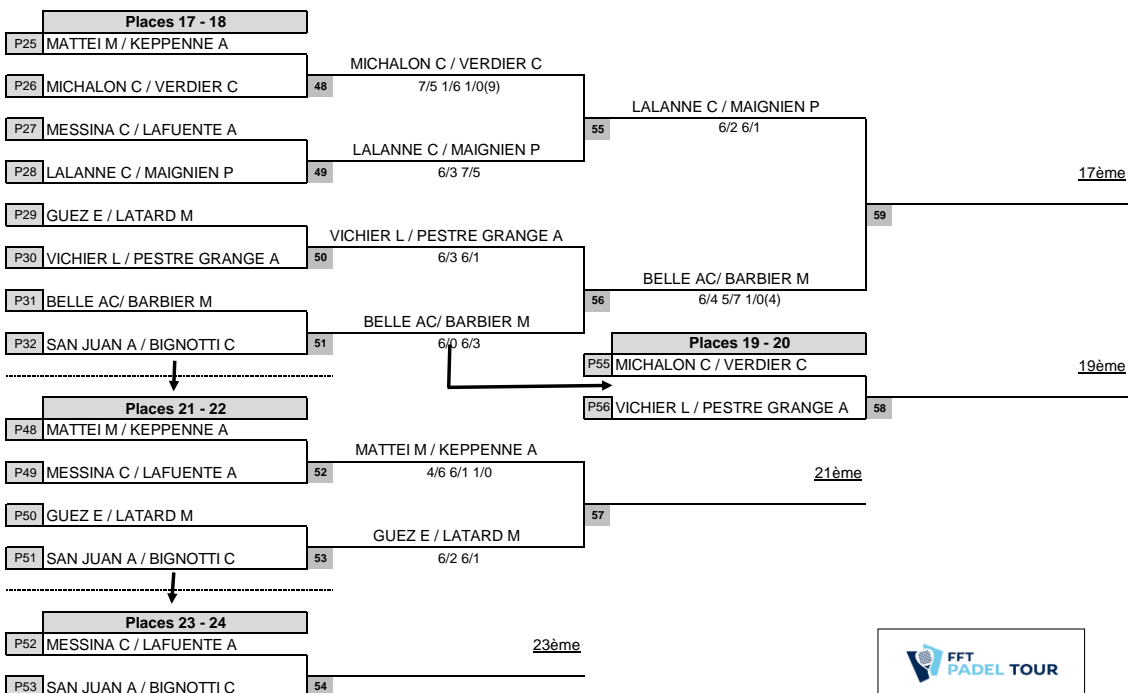 Places 17 - 18
P25 MATTEI M / KEPPENNE A
MICHALON C / VERDIER C
P26 MICHALON C / VERDIER C 48 7/5 1/6 1/0(9)
LALANNE C / MAIGNIEN P
P27 MESSINA C / LAFUENTE A 55 6/2 6/1
LALANNE C / MAIGNIEN P
P28 LALANNE C / MAIGNIEN P 49 6/3 7/5 17ème
P29 GUEZ E / LATARD M 59
VICHIER L / PESTRE GRANGE A
P30 VICHIER L / PESTRE GRANGE A 50 6/3 6/1
BELLE AC/ BARBIER M
P31 BELLE AC/ BARBIER M 56 6/4 5/7 1/0(4)
BELLE AC/ BARBIER M
P32 SAN JUAN A / BIGNOTTI C 51 6/0 6/3 Places 19 - 20
P55 MICHALON C / VERDIER C 19ème
Places 21 - 22 P56 VICHIER L / PESTRE GRANGE A 58
P48 MATTEI M / KEPPENNE A
MATTEI M / KEPPENNE A
P49 MESSINA C / LAFUENTE A 52 4/6 6/1 1/0 21ème
P50 GUEZ E / LATARD M 57
GUEZ E / LATARD M
P51 SAN JUAN A / BIGNOTTI C 53 6/2 6/1
Places 23 - 24
P52 MESSINA C / LAFUENTE A 23ème
P53 SAN JUAN A / BIGNOTTI C 54
FFT
PADEL TOUR